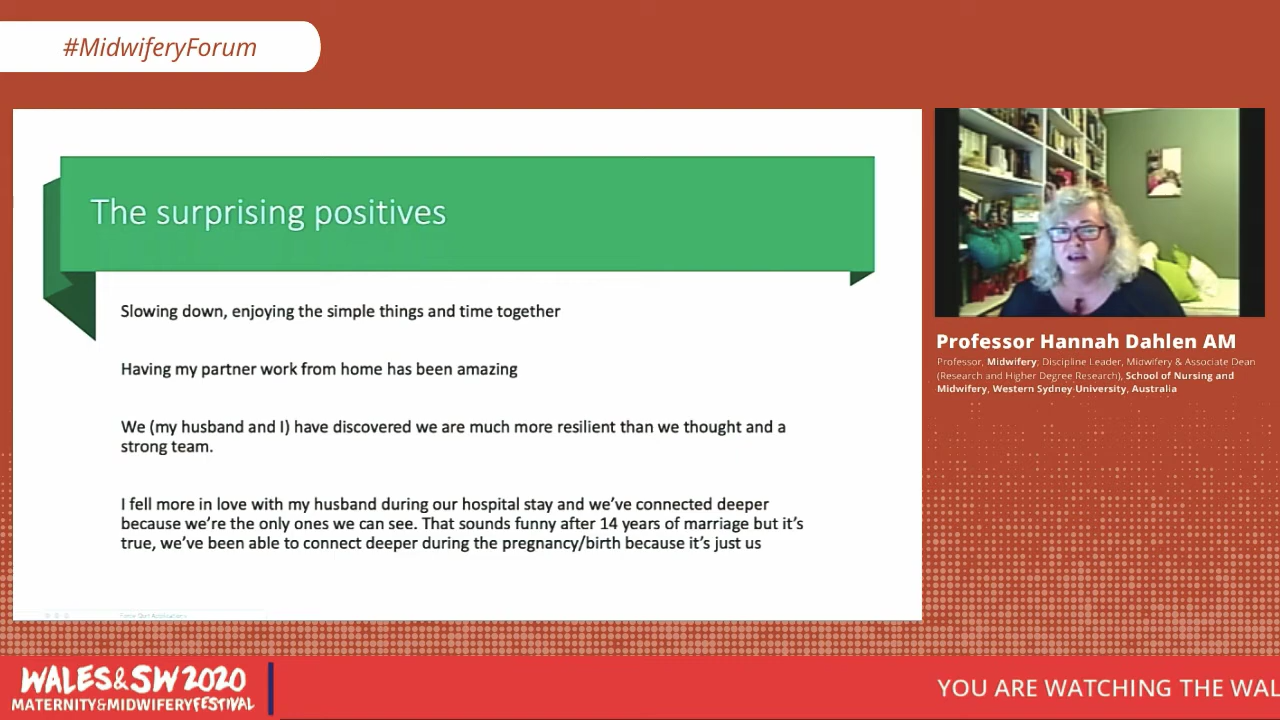 #MidwiferyForum
The surprising positives
Slowing down, enjoying the simple things and time together
Having my partner work from home has been amazing
We (my husband and I) have discovered we are much more resilient than we thought and a
strong team.
I fell more in love with my husband during our hospital stay and we've connected deeper
because we're the only ones we can see. That sounds funny after 14 years of marriage but it's
true, we've been able to connect deeper during the pregnancy/birth because it's just us
Professor Hannah Dahlen AM
Professor, Midwifery; Discipline Leader, Midwifery & Associate Dean
(Research and Higher Degree Research), School of Nursing and
Midwifery, Western Sydney University, Australia
WALES&SW2020
MATERNITY&MIDWIFERYFESTIVAL
YOU ARE WATCHING THE WAL